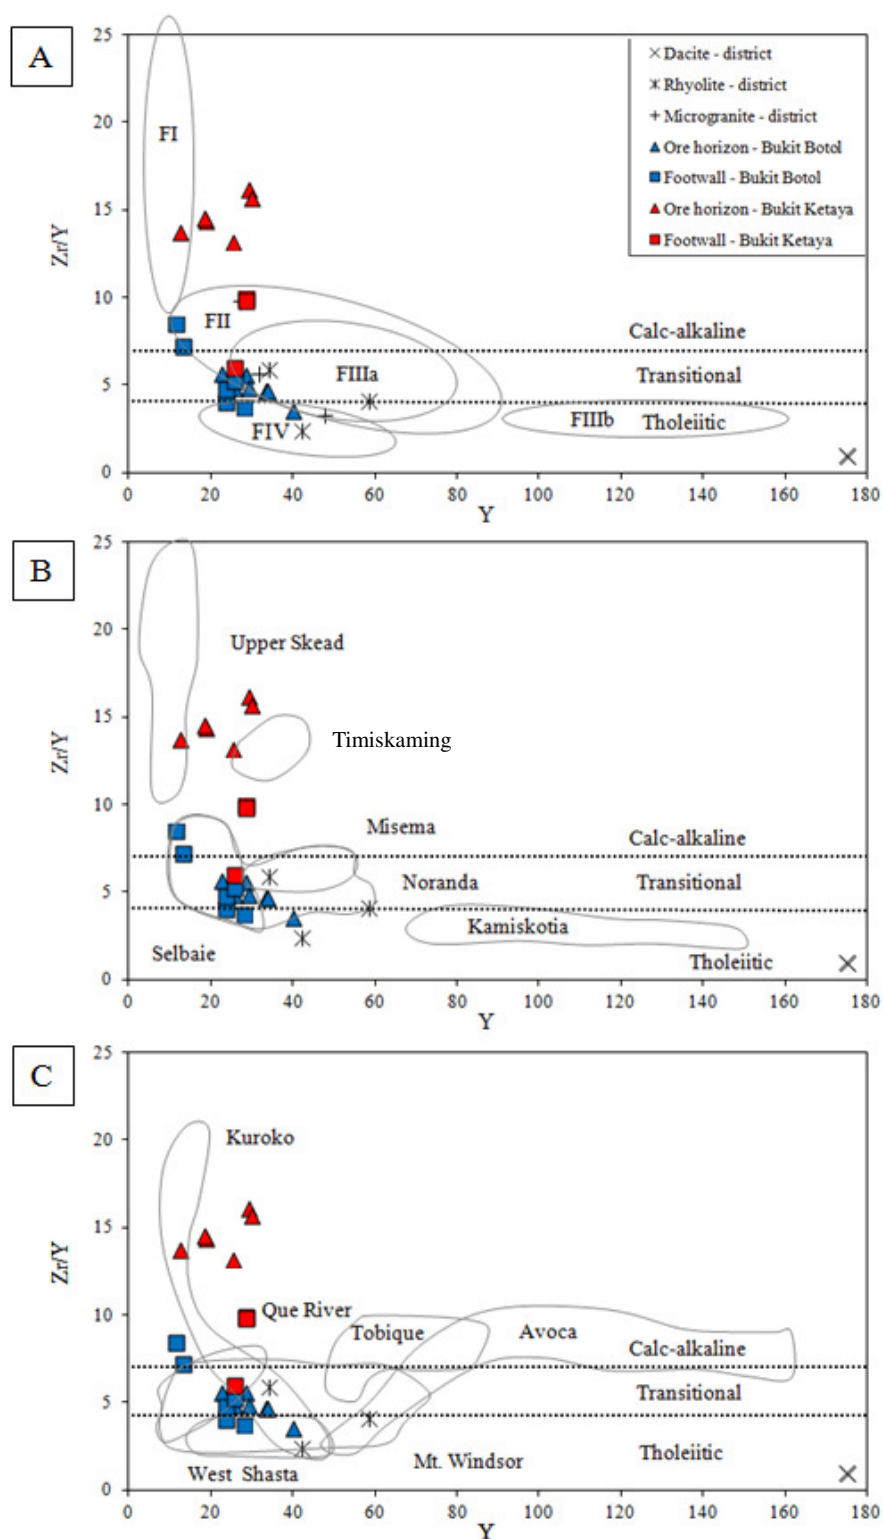 A
25
20
15
10
5
0
Zr/Y
0 20 40 60 80 100 120 140 160 180
Y
Dacite - district
Rhyolite - district
Microgranite - district
Ore horizon - Bukit Botol
Footwall - Bukit Botol
Ore horizon - Bukit Ketaya
Footwall - Bukit Ketaya
FI
FII
Calc-alkaline
FIIIa
Transitional
FIV
FIIIb
Tholeiitic
B
25
20
15
10
5
0
Zr/Y
0 20 40 60 80 100 120 140 160 180
Y
Upper Skead
Timiskaming
Misema
Calc-alkaline
Noranda
Transitional
Kamiskotia
Selbaie
Tholeiitic
C
25
20
15
10
5
0
Zr/Y
0 20 40 60 80 100 120 140 160 180
Y
Kuroko
Que River
Tobique
Avoca
Calc-alkaline
Transitional
Tholeiitic
Mt. Windsor
West Shasta